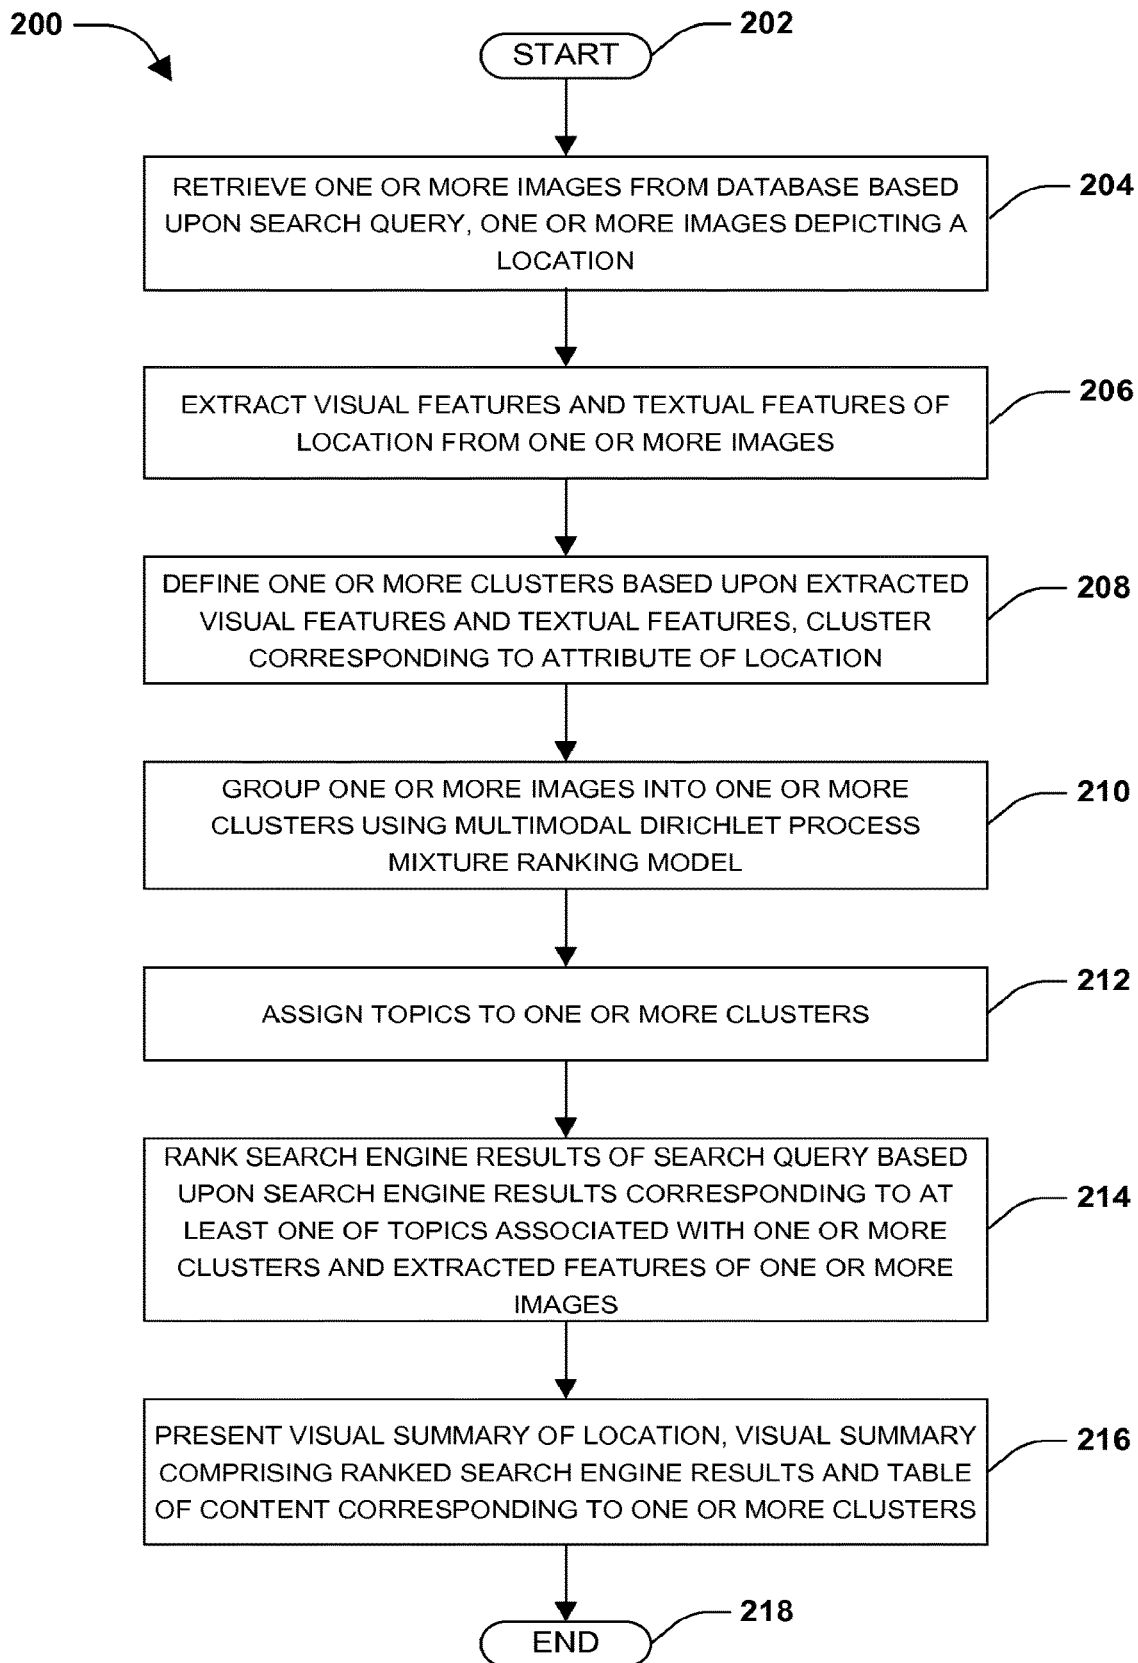 200
202
START
RETRIEVE ONE OR MORE IMAGES FROM DATABASE BASED
UPON SEARCH QUERY, ONE OR MORE IMAGES DEPICTING A
LOCATION
204
EXTRACT VISUAL FEATURES AND TEXTUAL FEATURES OF
LOCATION FROM ONE OR MORE IMAGES
206
DEFINE ONE OR MORE CLUSTERS BASED UPON EXTRACTED
VISUAL FEATURES AND TEXTUAL FEATURES, CLUSTER
CORRESPONDING TO ATTRIBUTE OF LOCATION
208
GROUP ONE OR MORE IMAGES INTO ONE OR MORE
CLUSTERS USING MULTIMODAL DIRICHLET PROCESS
MIXTURE RANKING MODEL
210
ASSIGN TOPICS TO ONE OR MORE CLUSTERS
212
RANK SEARCH ENGINE RESULTS OF SEARCH QUERY BASED
UPON SEARCH ENGINE RESULTS CORRESPONDING TO AT
LEAST ONE OF TOPICS ASSOCIATED WITH ONE OR MORE
CLUSTERS AND EXTRACTED FEATURES OF ONE OR MORE
IMAGES
214
PRESENT VISUAL SUMMARY OF LOCATION, VISUAL SUMMARY
COMPRISING RANKED SEARCH ENGINE RESULTS AND TABLE
OF CONTENT CORRESPONDING TO ONE OR MORE CLUSTERS
216
218
END